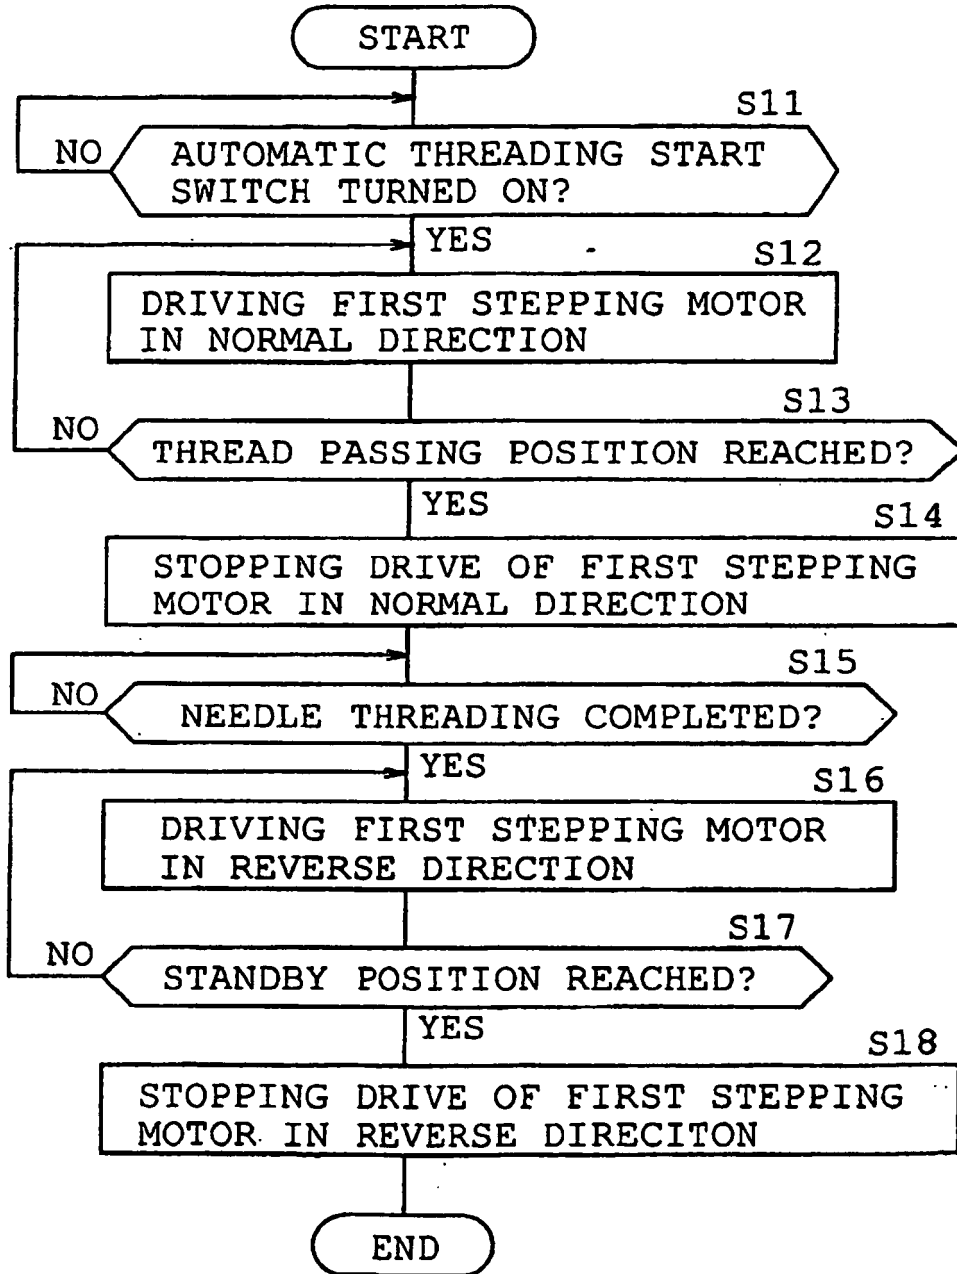 START
S11
NO
AUTOMATIC THREADING START
SWITCH TURNED ON?
YES
S12
DRIVING FIRST STEPPING MOTOR
IN NORMAL DIRECTION
S13
NO
THREAD PASSING POSITION REACHED?
YES
S14
STOPPING DRIVE OF FIRST STEPPING
MOTOR IN NORMAL DIRECTION
S15
NO
NEEDLE THREADING COMPLETED?
YES
S16
DRIVING FIRST STEPPING MOTOR
IN REVERSE DIRECTION
S17
NO
STANDBY POSITION REACHED?
YES
S18
STOPPING DRIVE OF FIRST STEPPING
MOTOR IN REVERSE DIRECITON
END